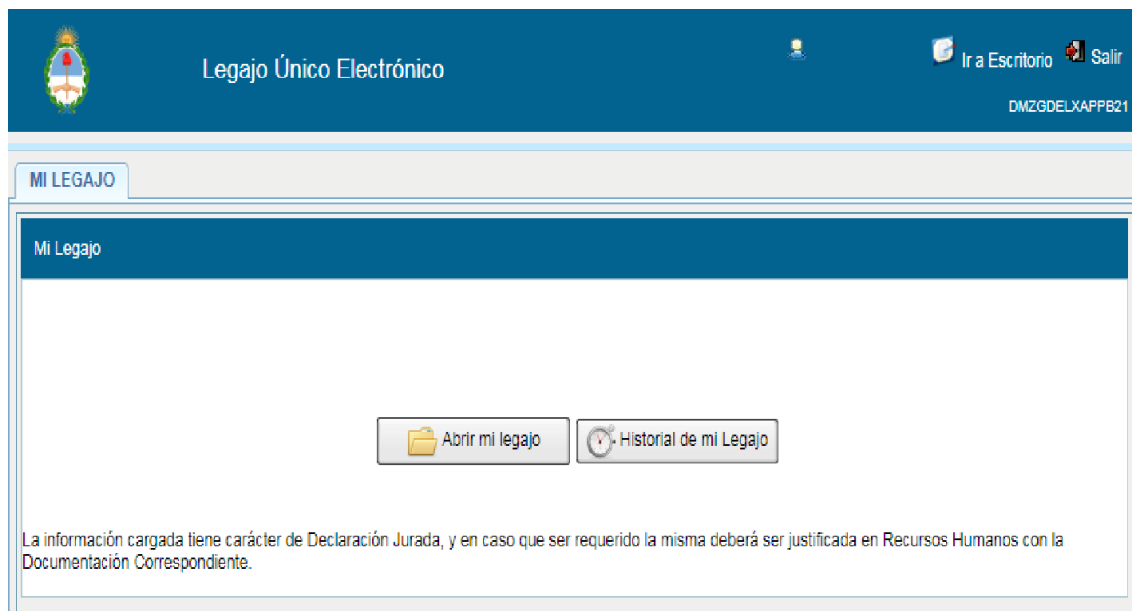 Legajo Único Electrónico
Ir a Escritorio
Salir
DMZGDELXAPPB21
MI LEGAJO
Mi Legajo
Abrir mi legajo
Historial de mi Legajo
La información cargada tiene carácter de Declaración Jurada, y en caso que ser requerido la misma deberá ser justificada en Recursos Humanos con la
Documentación Correspondiente.